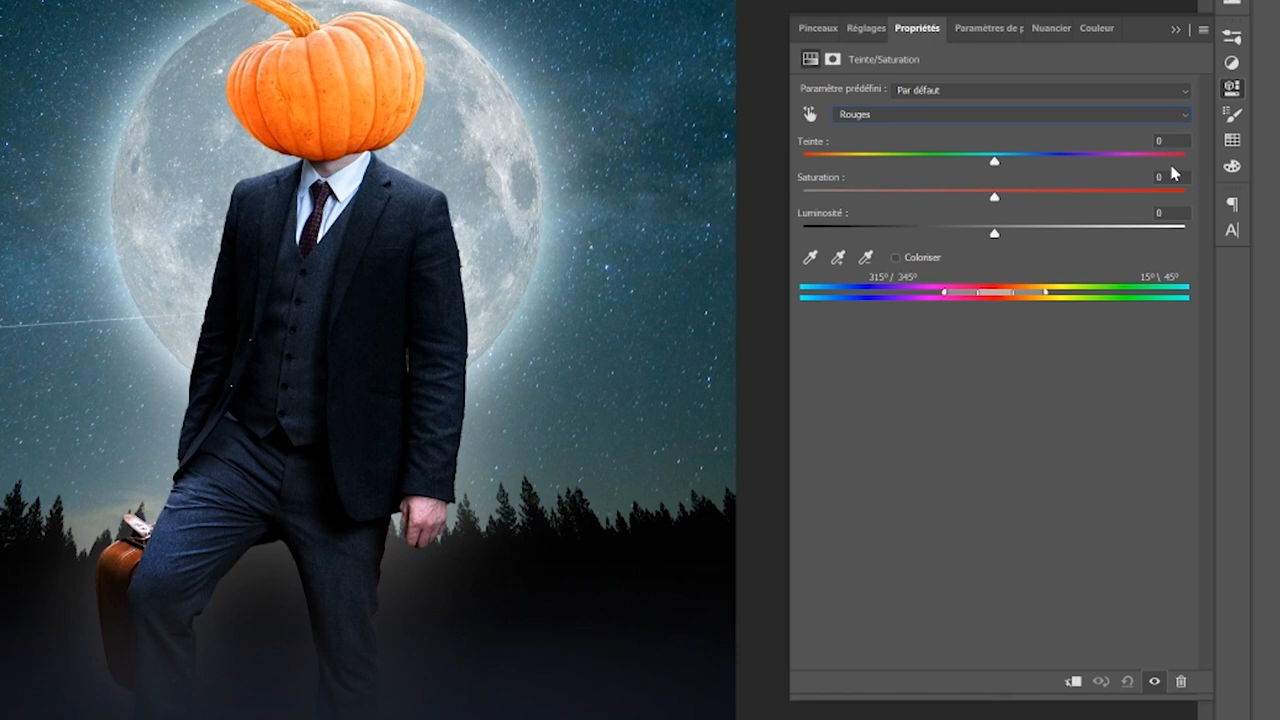 Pinceaux Réglages Propriétés Paramètres de p Nuancier Couleur
Teinte/Saturation
Paramètre prédéfini : Par défaut
Rouges
Teinte : 0
Saturation : 0
Luminosité : 0
Coloriser
315°/ 345° 15°\ 45°